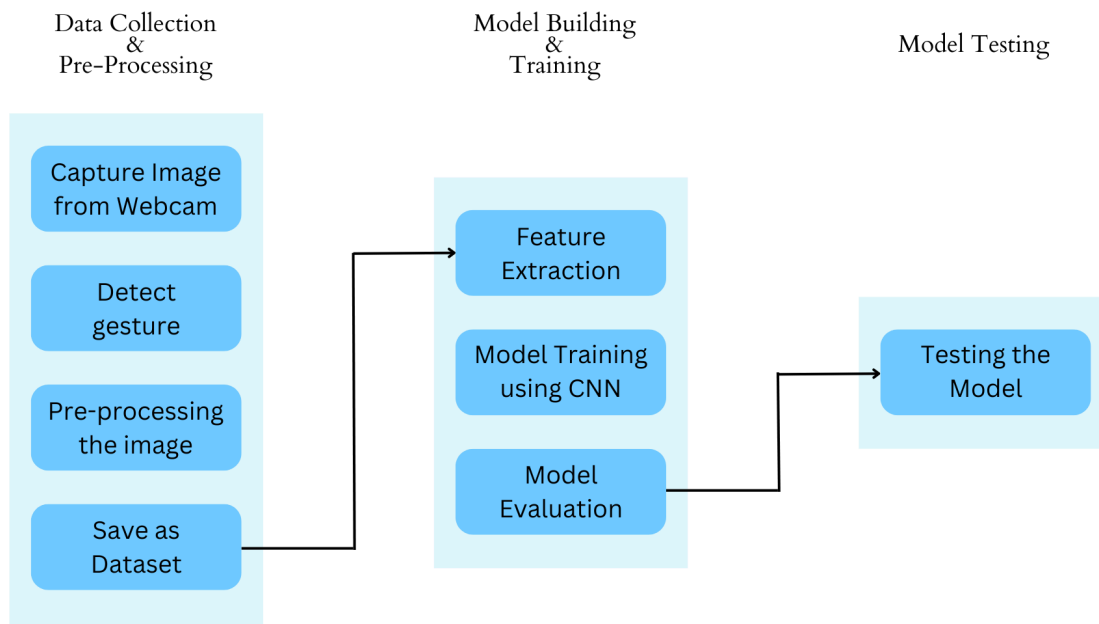 Data Collection
&
Pre-Processing
Capture Image
from Webcam
Detect
gesture
Pre-processing
the image
Save as
Dataset
Model Building
&
Training
Feature
Extraction
Model Training
using CNN
Model
Evaluation
Model Testing
Testing the
Model